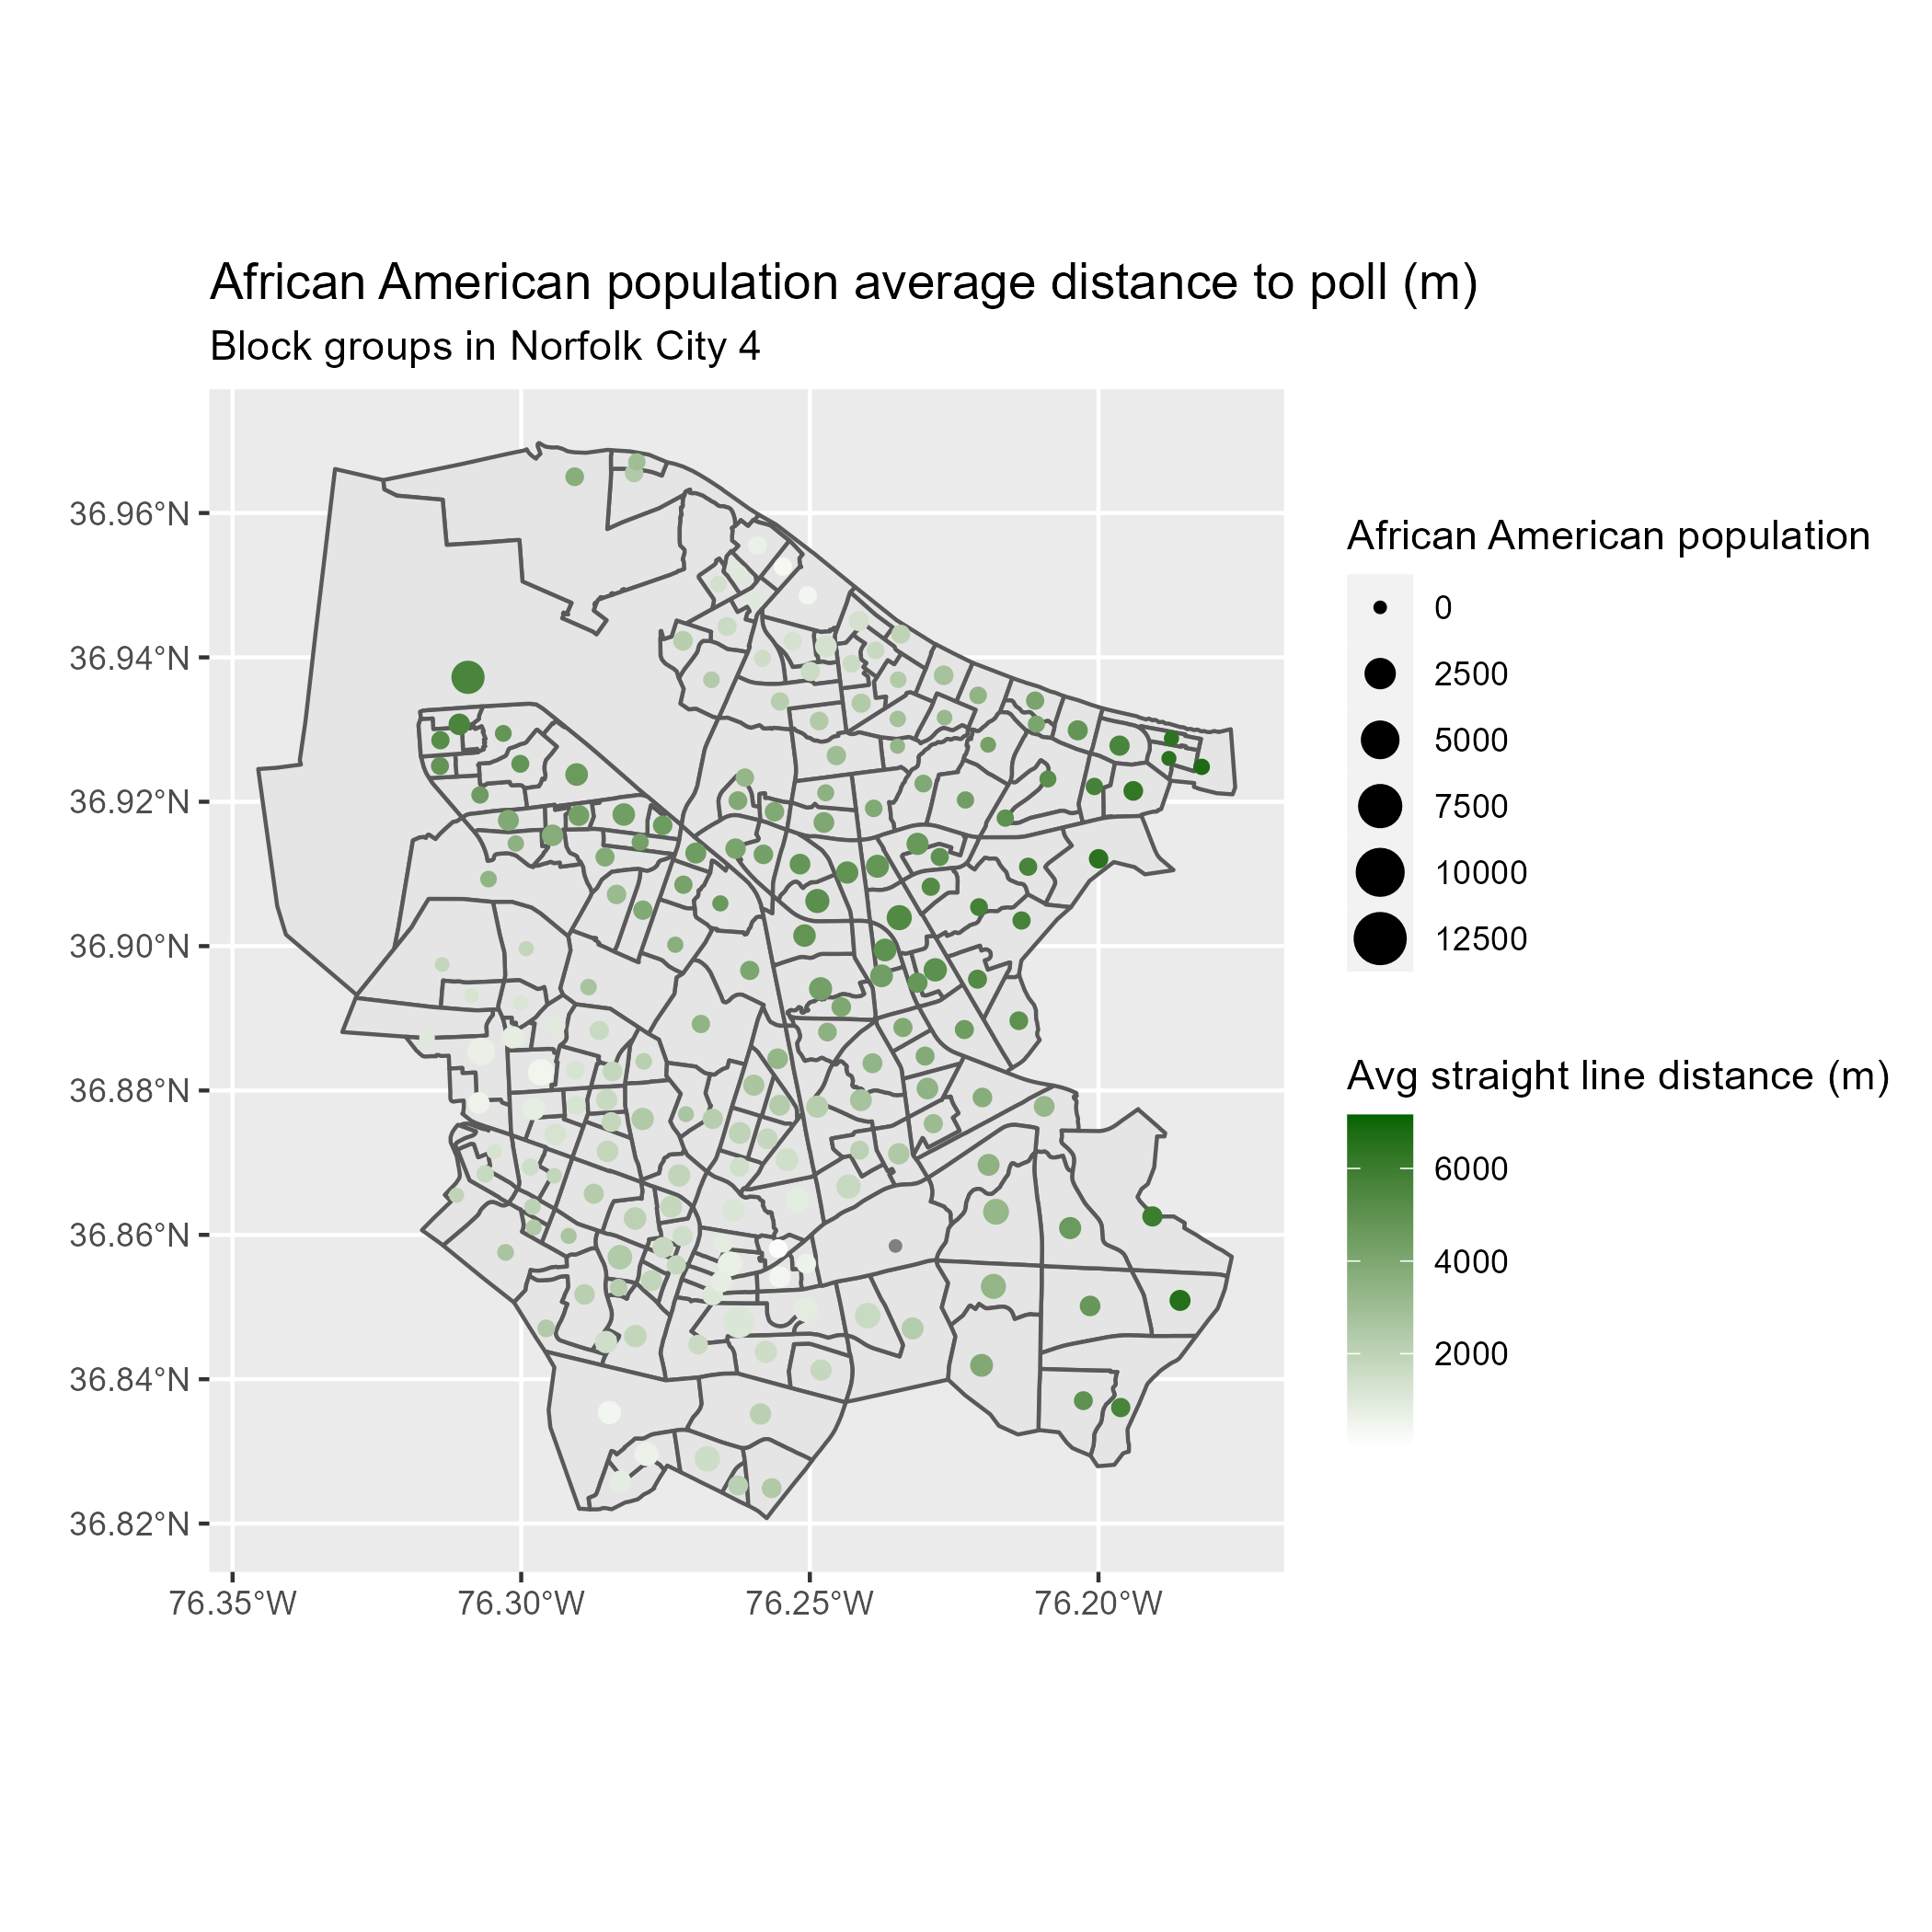 African American population average distance to poll (m)
Block groups in Norfolk City 4
36.96°N
36.94°N
36.92°N
36.90°N
36.88°N
36.86°N
36.84°N
36.82°N
76.35°W
76.30°W
76.25°W
76.20°W
African American population
0
2500
5000
7500
10000
12500
Avg straight line distance (m)
6000
4000
2000